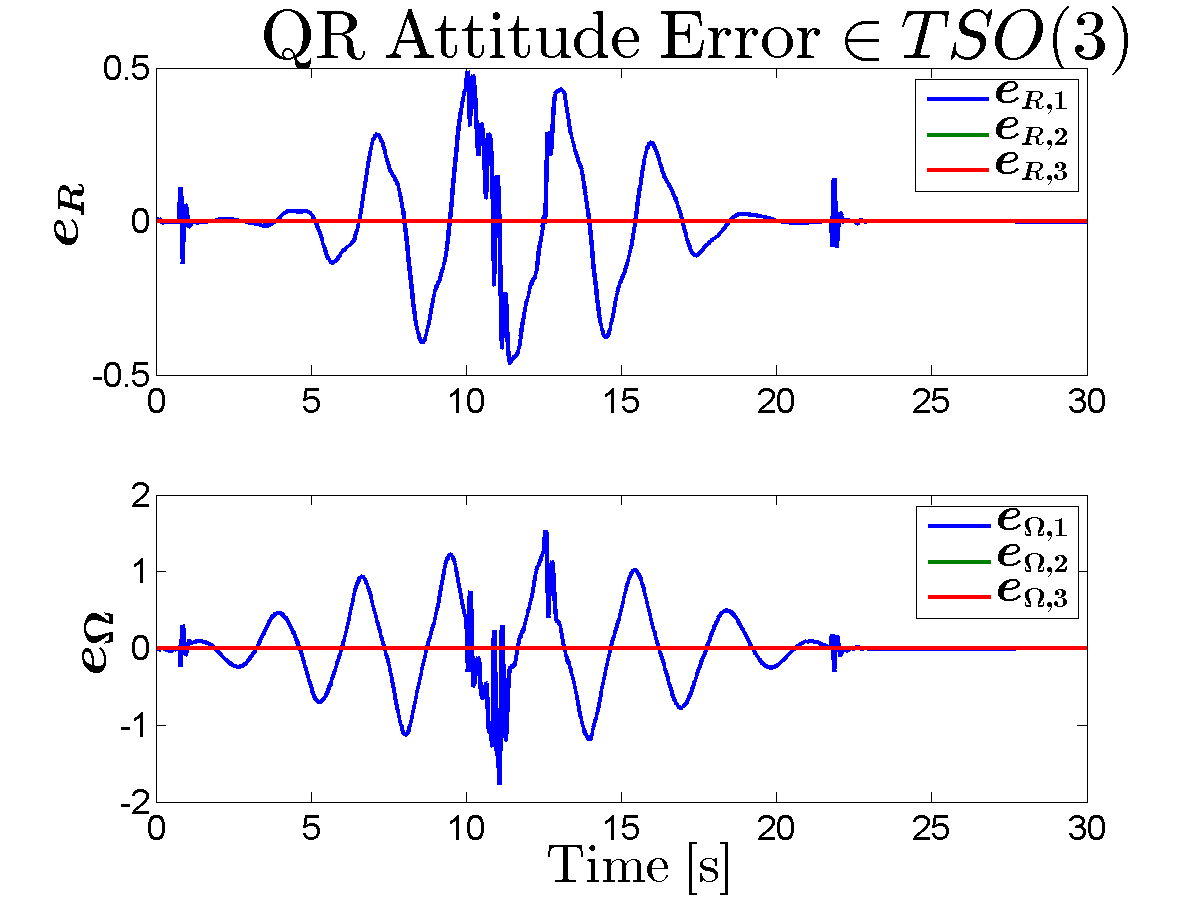 QR Attitude Error ∈ TSO(3)
0.5
0
-0.5
e_R
e_{R,1}
e_{R,2}
e_{R,3}
0 5 10 15 20 25 30
2
1
0
-1
-2
e_Ω
e_{Ω,1}
e_{Ω,2}
e_{Ω,3}
0 5 10 15 20 25 30
Time [s]